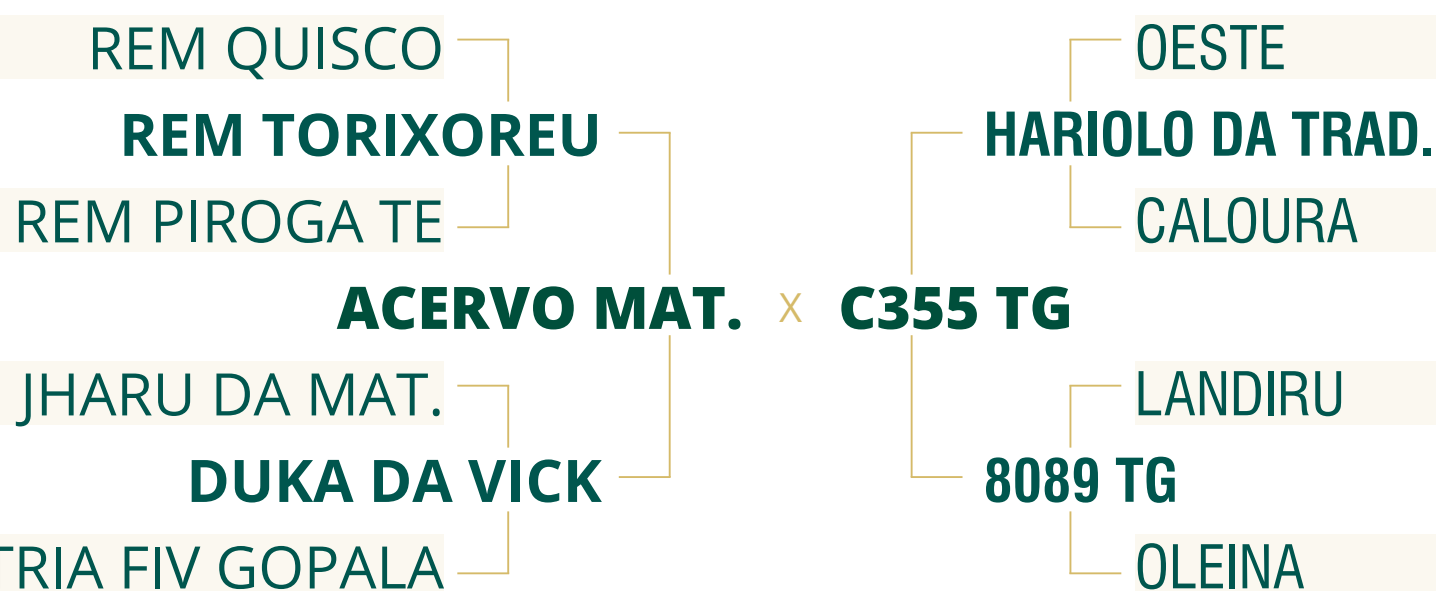 REM QUISCO
OESTE
REM TORIXOREU
HARIOLO DA TRAD.
REM PIROGA TE
CALOURA
ACERVO MAT. X C355 TG
JHARU DA MAT.
LANDIRU
DUKA DA VICK
8089 TG
FIV GOPALA
OLEINA